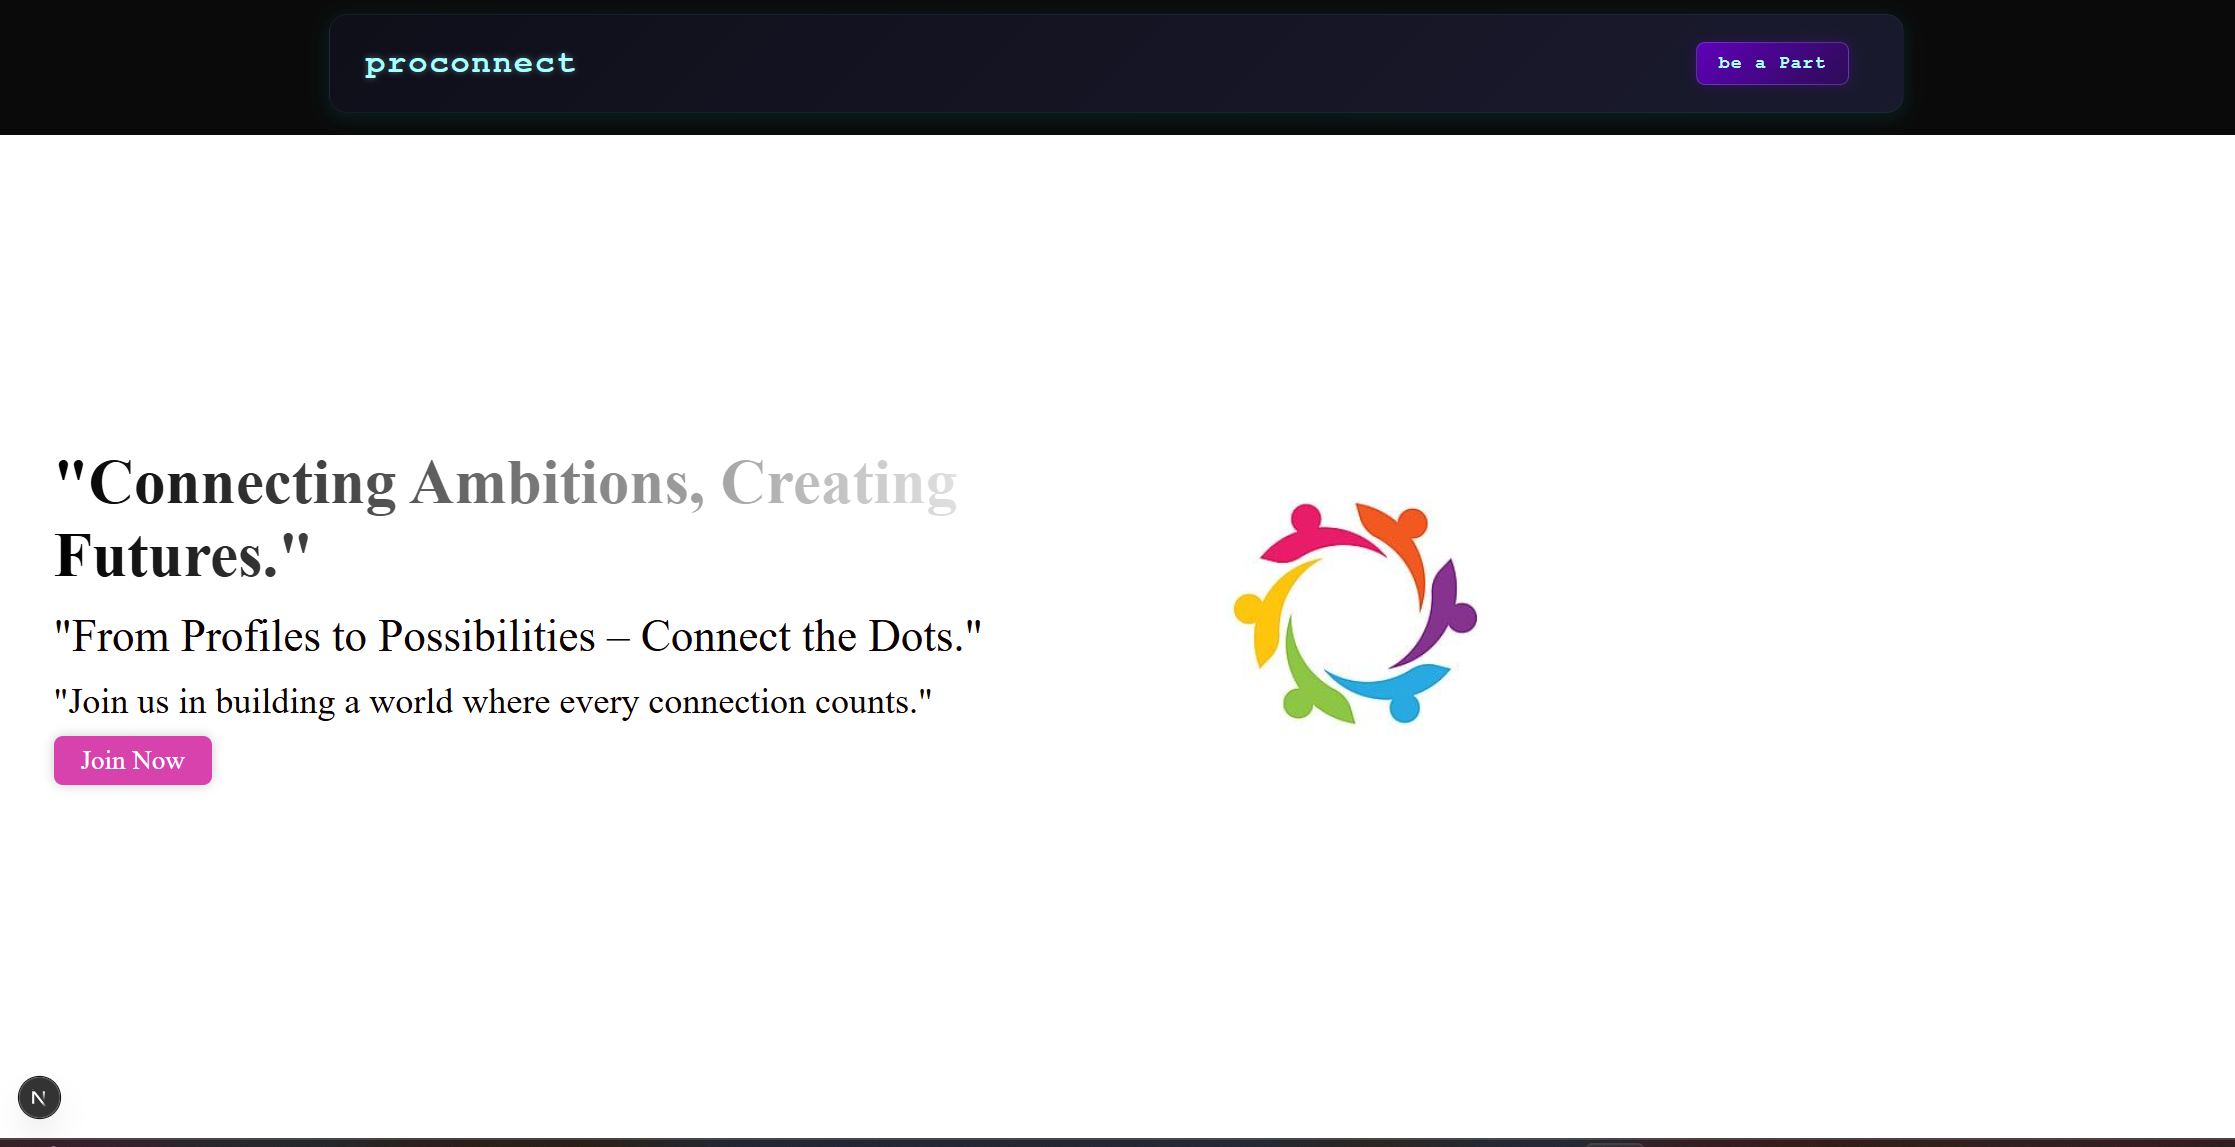 proconnect
be a Part
"Connecting Ambitions, Creating
Futures."
"From Profiles to Possibilities – Connect the Dots."
"Join us in building a world where every connection counts."
Join Now
N